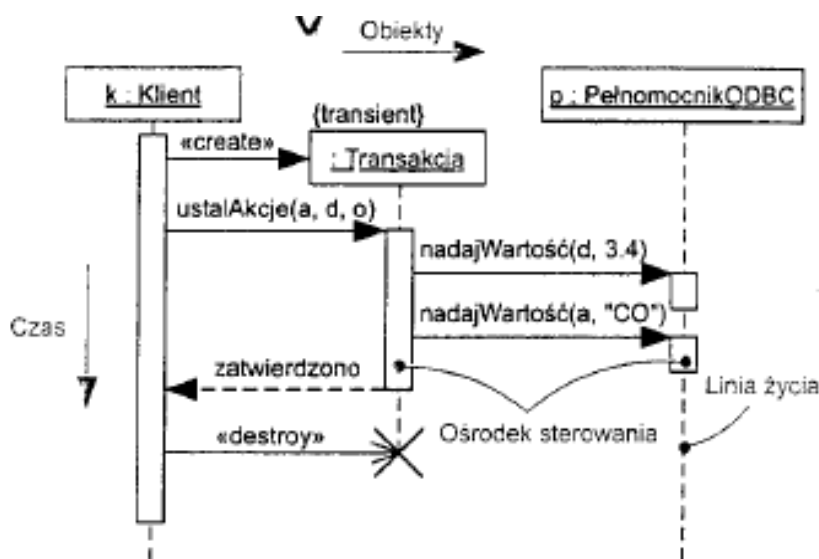 Obiekty
k : Klient
p : PełnomocnikODBC
{transient}
«create»
: Transakcja
ustalAkcje(a, d, o)
nadajWartość(d, 3.4)
nadajWartość(a, "CO")
Czas
zatwierdzono
Linia życia
Ośrodek sterowania
«destroy»